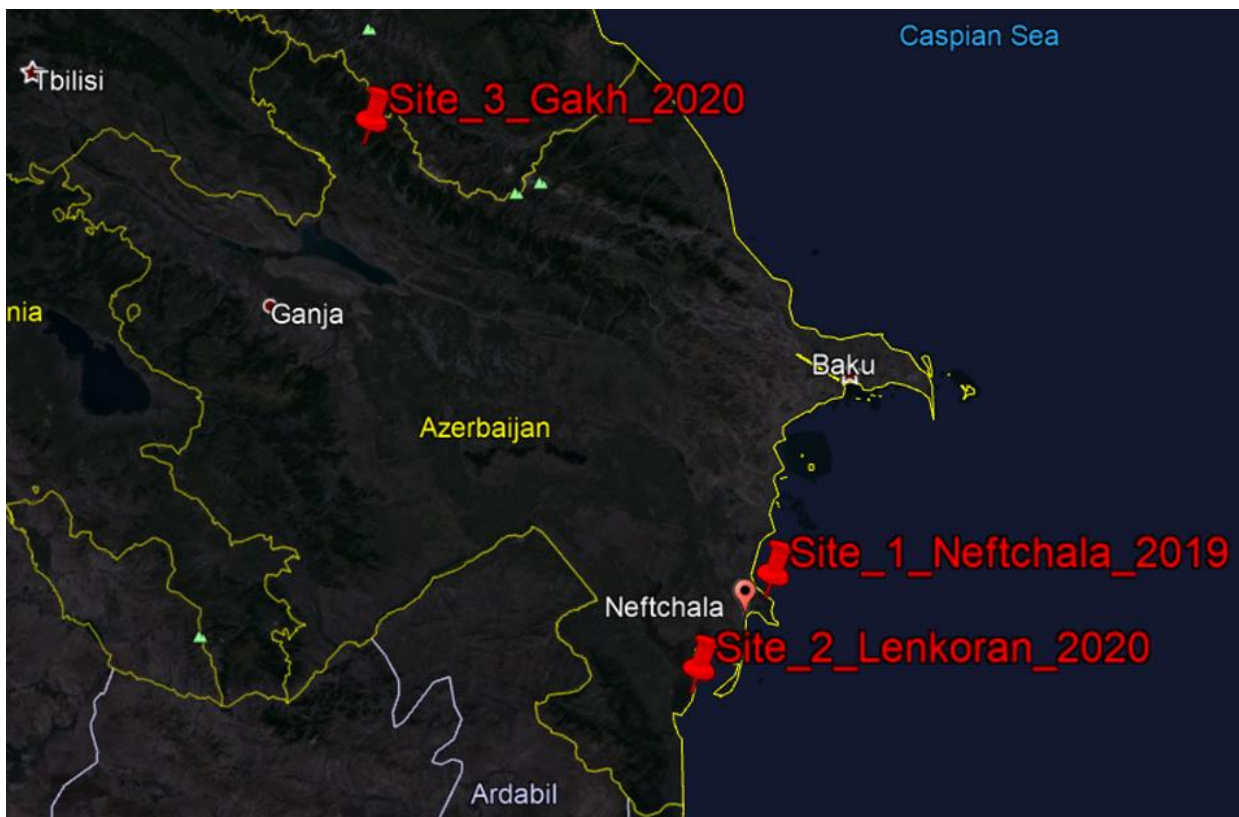 Caspian Sea
Tbilisi
Site_3_Gakh_2020
nia
Ganja
Baku
Azerbaijan
Site_1_Neftchala_2019
Neftchala
Site_2_Lenkoran_2020
Ardabil